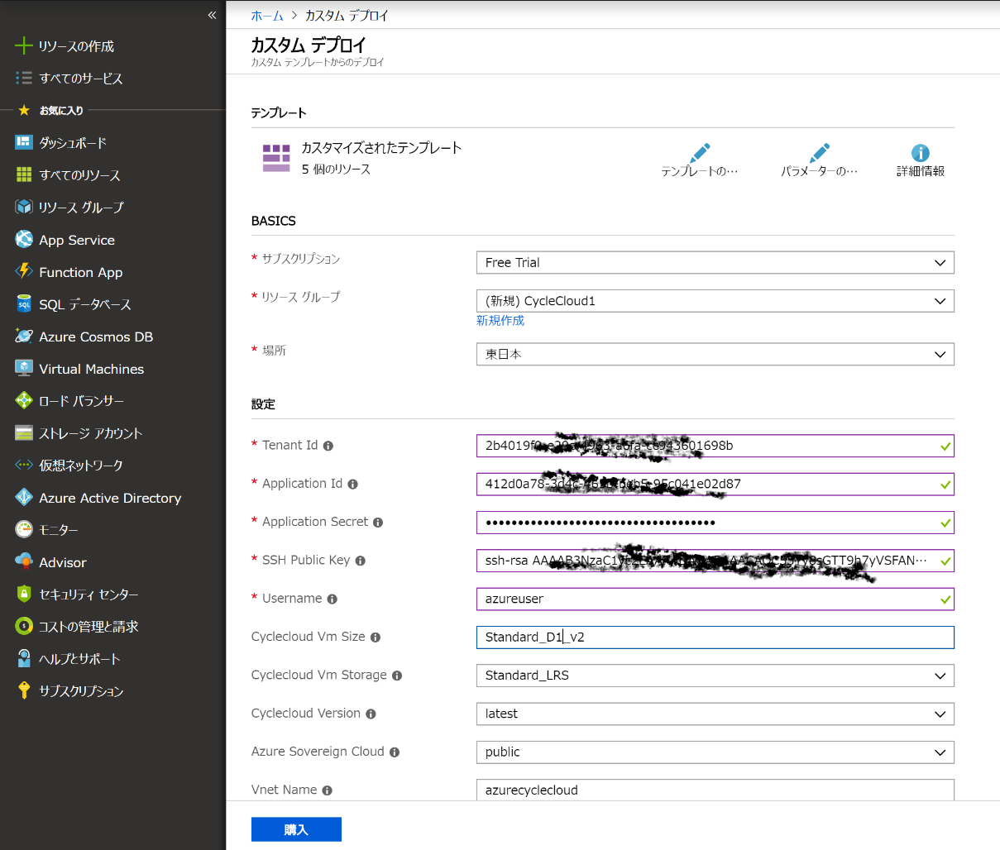 «
リソースの作成
すべてのサービス
お気に入り
ダッシュボード
すべてのリソース
リソース グループ
App Service
Function App
SQL データベース
Azure Cosmos DB
Virtual Machines
ロード バランサー
ストレージ アカウント
仮想ネットワーク
Azure Active Directory
モニター
Advisor
セキュリティ センター
コストの管理と請求
ヘルプとサポート
サブスクリプション
ホーム > カスタム デプロイ
カスタム デプロイ
カスタム テンプレートからのデプロイ
テンプレート
カスタマイズされたテンプレート
5 個のリソース
テンプレートの…
パラメーターの…
詳細情報
BASICS
* サブスクリプション
Free Trial
* リソース グループ
(新規) CycleCloud1
新規作成
* 場所
東日本
設定
* Tenant Id
* Application Id
* Application Secret
••••••••••••••••••••••••••••••••••••
* SSH Public Key
ssh-rsa
* Username
azureuser
Cyclecloud Vm Size
Standard_D1_v2
Cyclecloud Vm Storage
Standard_LRS
Cyclecloud Version
latest
Azure Sovereign Cloud
public
Vnet Name
azurecyclecloud
購入